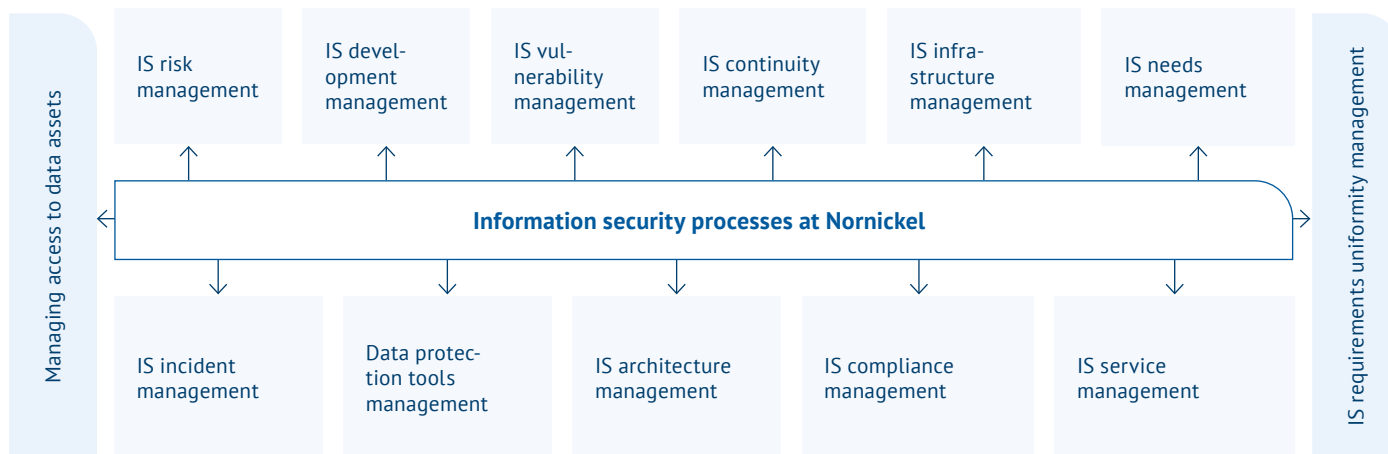 Managing access to data assets
IS risk
management
IS devel-
opment
management
IS vul-
nerability
management
IS continuity
management
IS infra-
structure
management
IS needs
management
Information security processes at Nornickel
IS incident
management
Data protec-
tion tools
management
IS architecture
management
IS compliance
management
IS service
management
IS requirements uniformity management